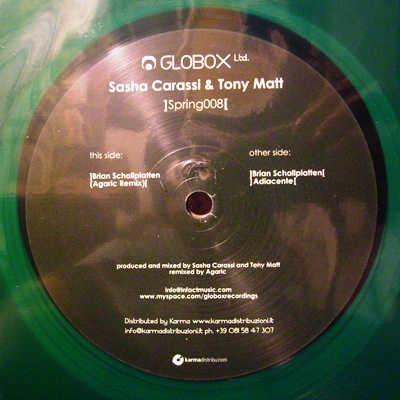 GLOBOX Ltd.
Sasha Carassi & Tony Matt
]Spring008[
this side:
]Brian Schallplatten
(Agaric Remix)[
other side:
]Brian Schallplatten[
]Adiacente[
produced and mixed by Sasha Carassi and Tony Matt
remixed by Agaric
info@infactmusic.com
www.myspace.com/globoxrecordings
Distributed by Karma www.karmadistribuzioni.it
info@karmadistribuzioni.it ph. +39 081 58 47 307
karmadistribuzioni